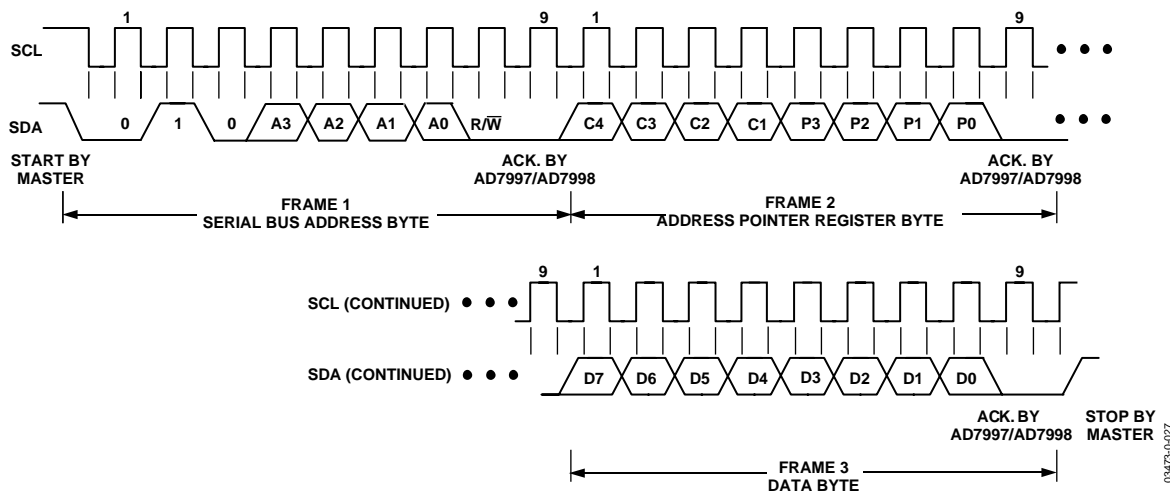 1 9 1 9
SCL
SDA 0 1 0 A3 A2 A1 A0 R/W̅ C4 C3 C2 C1 P3 P2 P1 P0
START BY
MASTER
ACK. BY
AD7997/AD7998
ACK. BY
AD7997/AD7998
FRAME 1
SERIAL BUS ADDRESS BYTE
FRAME 2
ADDRESS POINTER REGISTER BYTE
9 1 9
SCL (CONTINUED)
SDA (CONTINUED) D7 D6 D5 D4 D3 D2 D1 D0
ACK. BY
AD7997/AD7998
STOP BY
MASTER
FRAME 3
DATA BYTE
03473-0-027